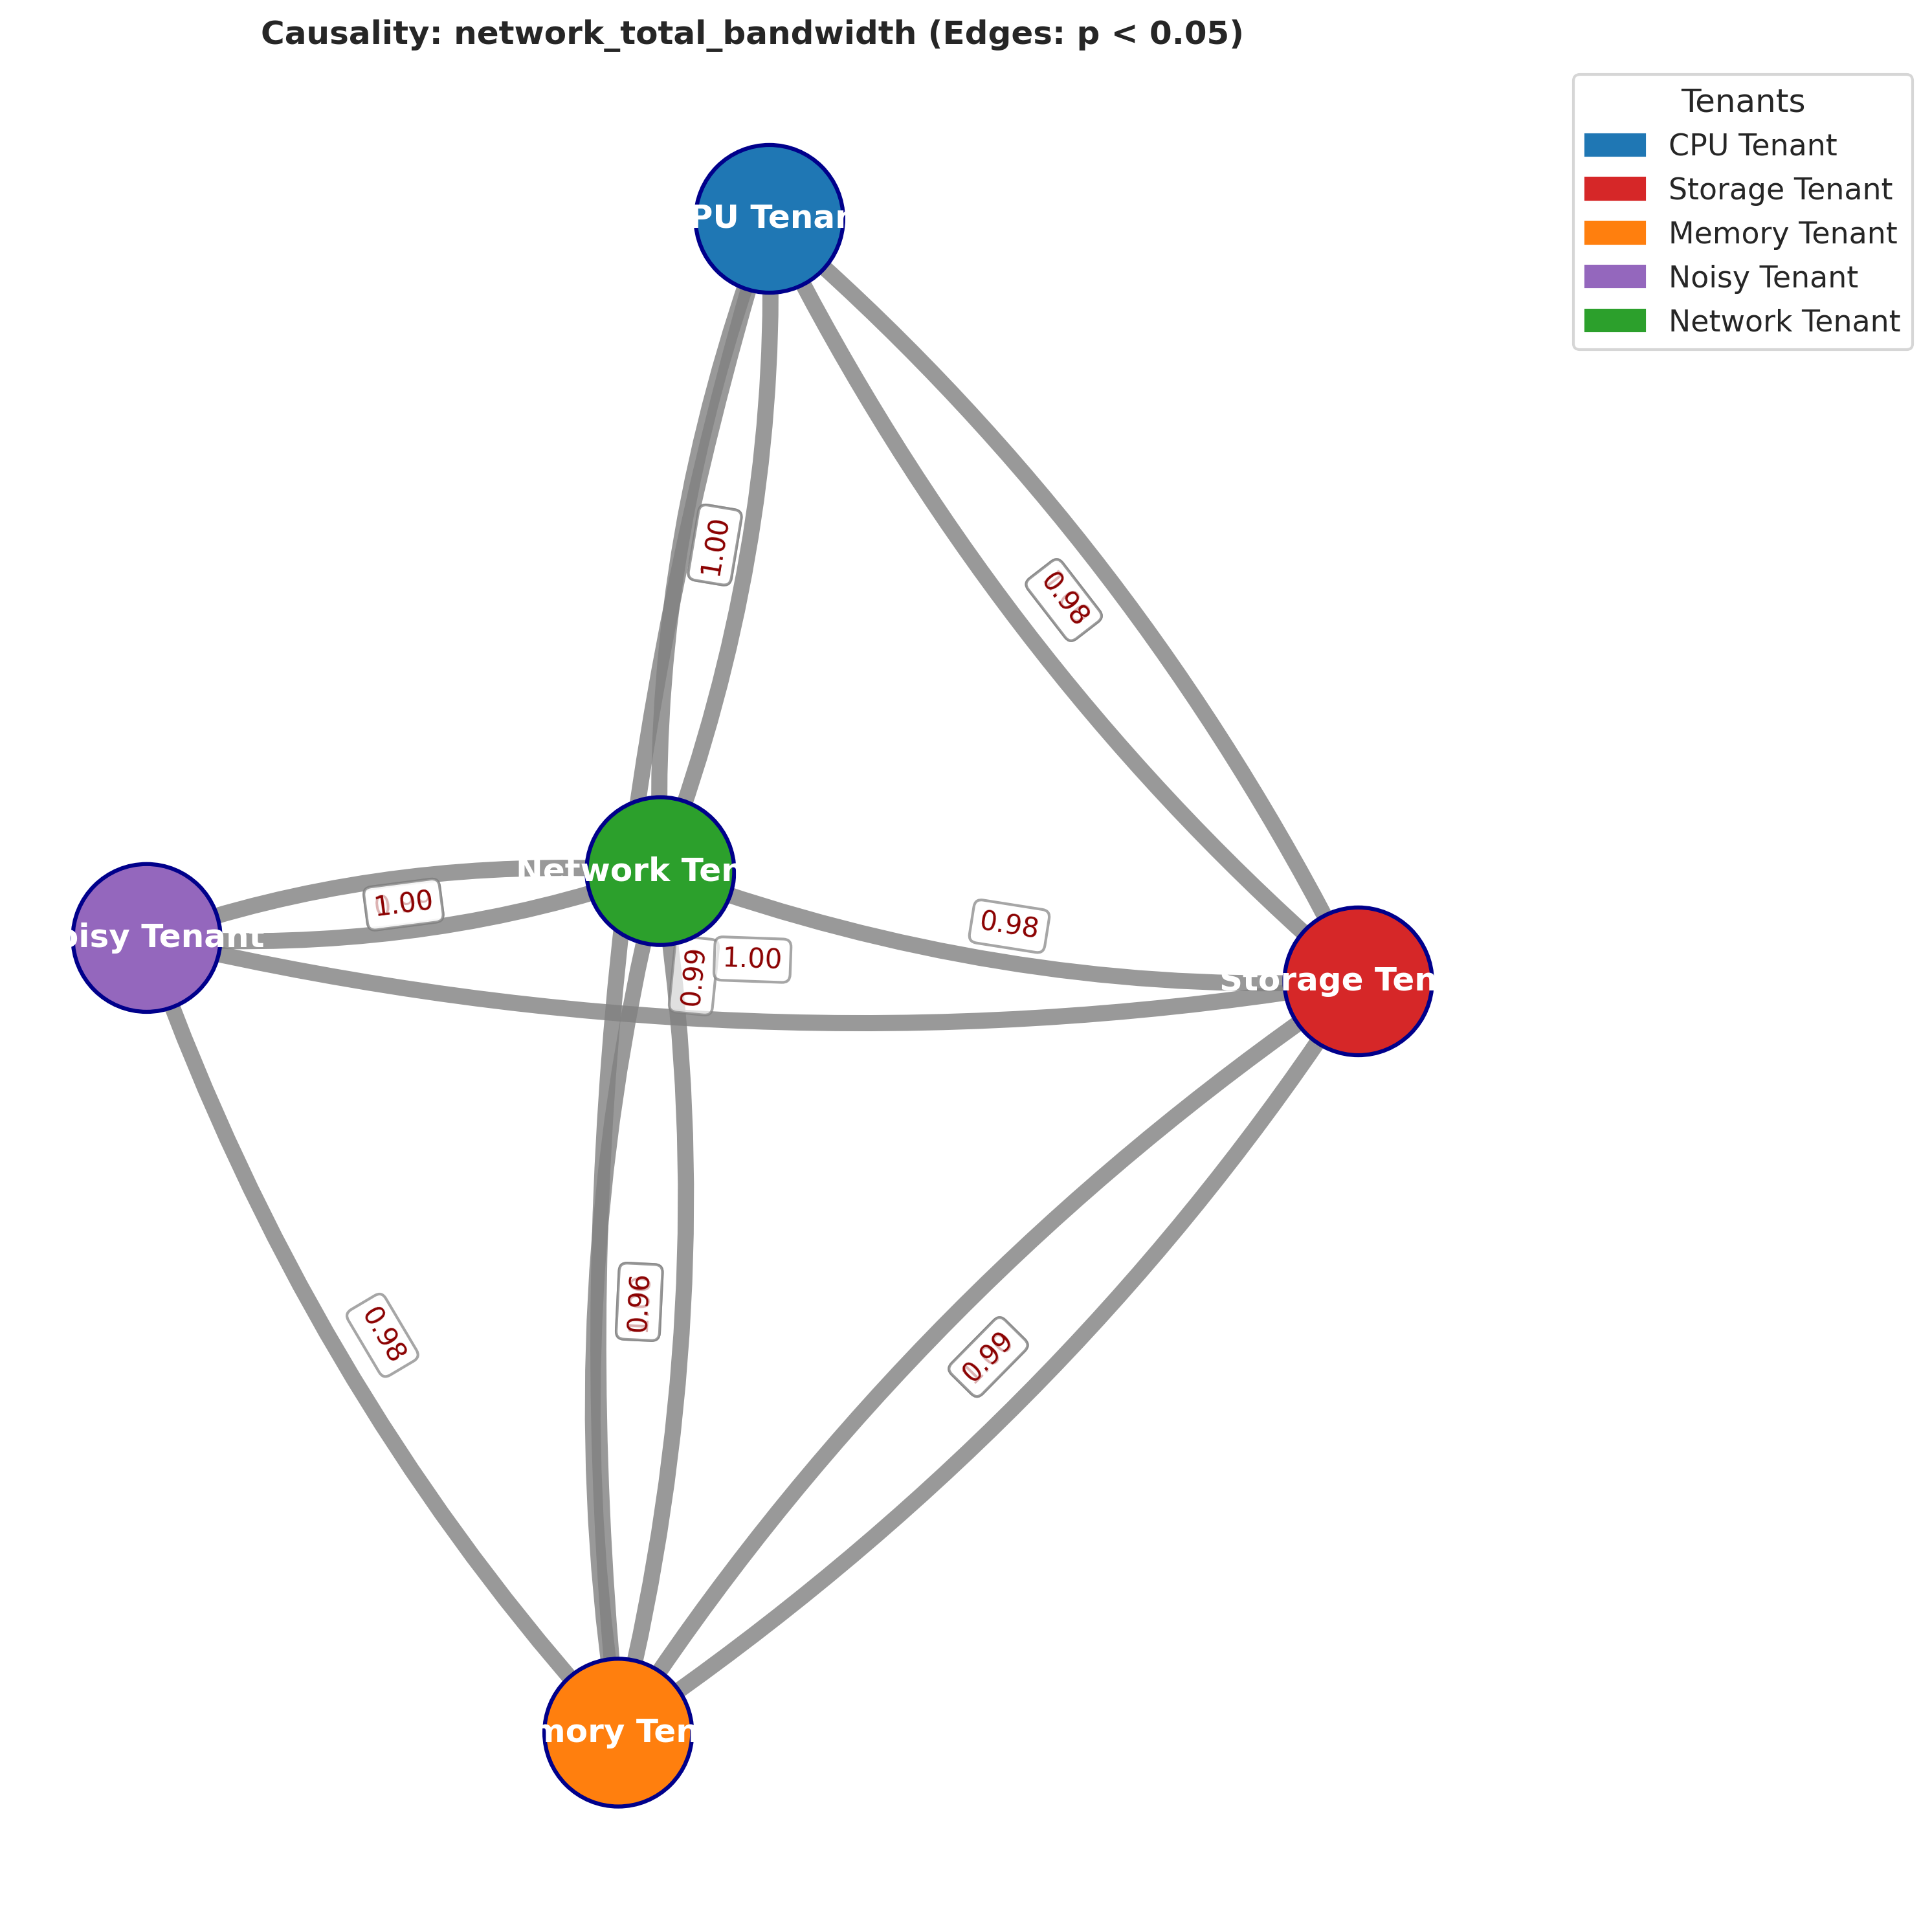 Causality: network_total_bandwidth (Edges: p < 0.05)
Tenants
CPU Tenant
Storage Tenant
Memory Tenant
Noisy Tenant
Network Tenant
PU Tenan
1.00
0.98
Network Ten
1.00
oisy Tenant
0.98
1.00
0.99
Storage Ten
0.96
0.98
0.99
mory Ten